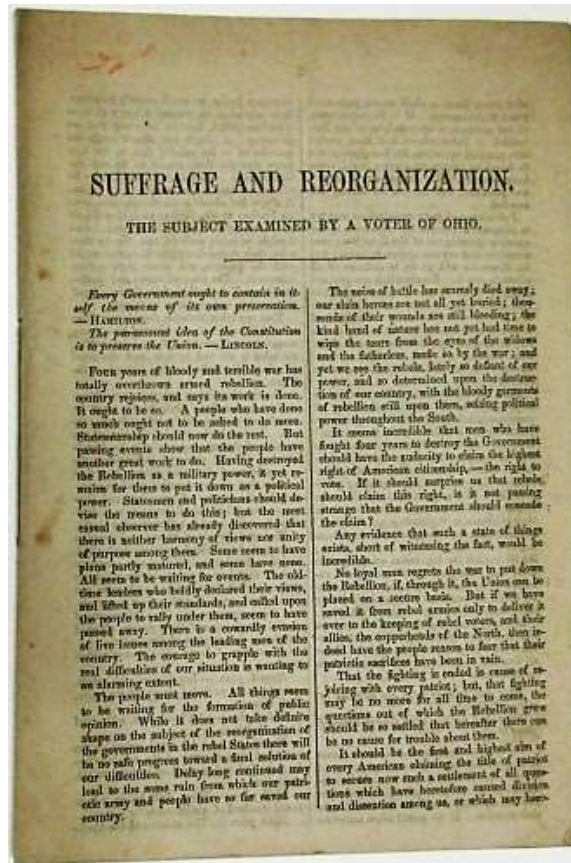 SUFFRAGE AND REORGANIZATION.
THE SUBJECT EXAMINED BY A VOTER OF OHIO.
Every Government ought to contain in it-
self the means of its own preservation.
— HAMILTON.
The paramount idea of the Constitution
is to preserve the Union. — LINCOLN.
FOUR years of bloody and terrible war has
totally overthrown armed rebellion. The
country rejoices, and says its work is done.
It ought to be so. A people who have done
so much ought not to be asked to do more.
Statesmanship should now do the rest. But
passing events show that the people have
another great work to do. Having destroyed
the Rebellion as a military power, it yet re-
mains for them to put it down as a political
power. Statesmen and politicians should de-
vise the means to do this; but the most
casual observer has already discovered that
there is neither harmony of views nor unity
of purpose among them. Some seem to have
plans partly matured, and some have none.
All seem to be waiting for events. The old-
time leaders who boldly declared their views,
and lifted up their standards, and called upon
the people to rally under them, seem to have
passed away. There is a cowardly evasion
of live issues among the leading men of the
country. The courage to grapple with the
real difficulties of our situation is wanting to
an alarming extent.
The people must move. All things seem
to be waiting for the formation of public
opinion. While it does not take definite
shape on the subject of the reorganization of
the governments in the rebel States there will
be no safe progress toward a final solution of
our difficulties. Delay long continued may
lead to the same ruin from which our patri-
otic army and people have so far saved our
country.
The noise of battle has scarcely died away;
our slain heroes are not all yet buried; thou-
sands of their wounds are still bleeding; the
kind hand of nature has not yet had time to
wipe the tears from the eyes of the widows
and the fatherless, made so by the war; and
yet we see the rebels, lately so defiant of our
power, and so determined upon the destruc-
tion of our country, with the bloody garments
of rebellion still upon them, seizing political
power throughout the South.
It seems incredible that men who have
fought four years to destroy the Government
should have the audacity to claim the highest
right of American citizenship, — the right to
vote. If it should surprise us that rebels
should claim this right, is it not passing
strange that the Government should concede
the claim?
Any evidence that such a state of things
exists, short of witnessing the fact, would be
incredible.
No loyal man regrets the war to put down
the Rebellion, if, through it, the Union can be
placed on a secure basis. But if we have
saved it from rebel armies only to deliver it
over to the keeping of rebel voters, and their
allies, the copperheads of the North, then in-
deed have the people reason to fear that their
patriotic sacrifices have been in vain.
That the fighting is ended is cause of re-
joicing with every patriot; but, that fighting
may be no more for all time to come, the
questions out of which the Rebellion grew
should be so settled that hereafter there can
be no cause for trouble about them.
It should be the first and highest aim of
every American claiming the title of patriot
to secure now such a settlement of all ques-
tions which have heretofore caused division
and dissension among us, or which may here-